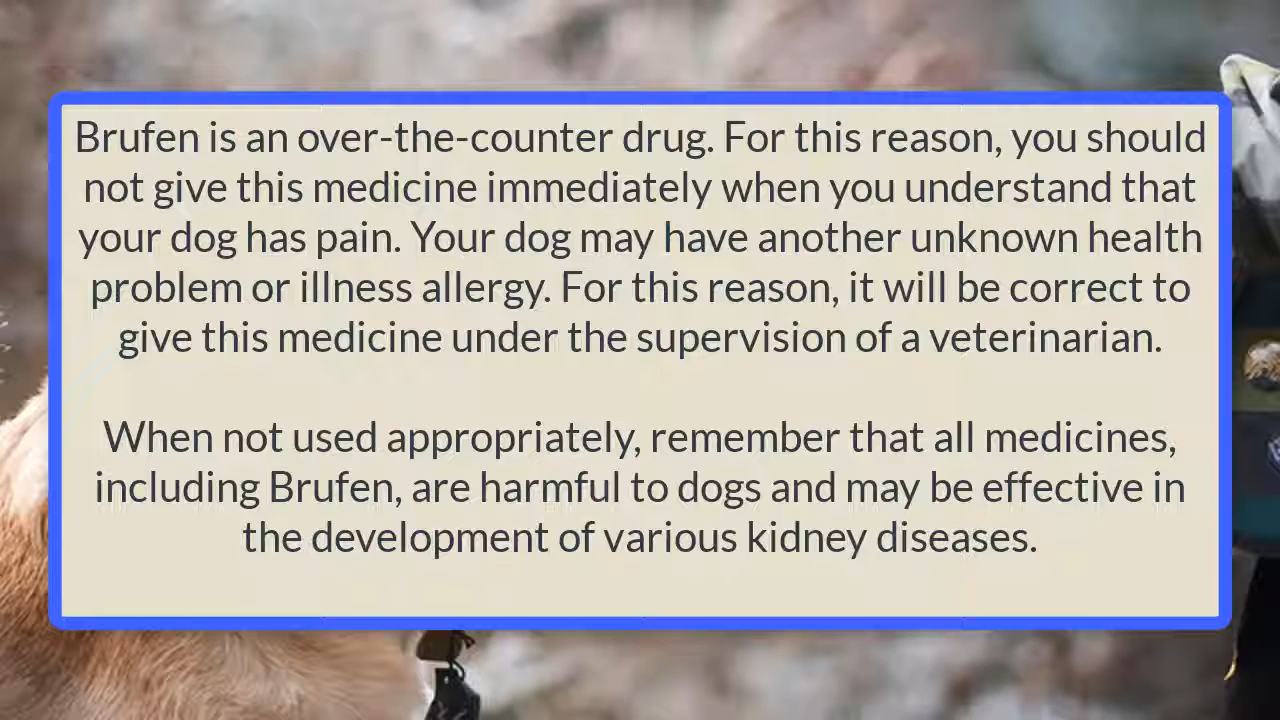 Brufen is an over-the-counter drug. For this reason, you should
not give this medicine immediately when you understand that
your dog has pain. Your dog may have another unknown health
problem or illness allergy. For this reason, it will be correct to
give this medicine under the supervision of a veterinarian.
When not used appropriately, remember that all medicines,
including Brufen, are harmful to dogs and may be effective in
the development of various kidney diseases.